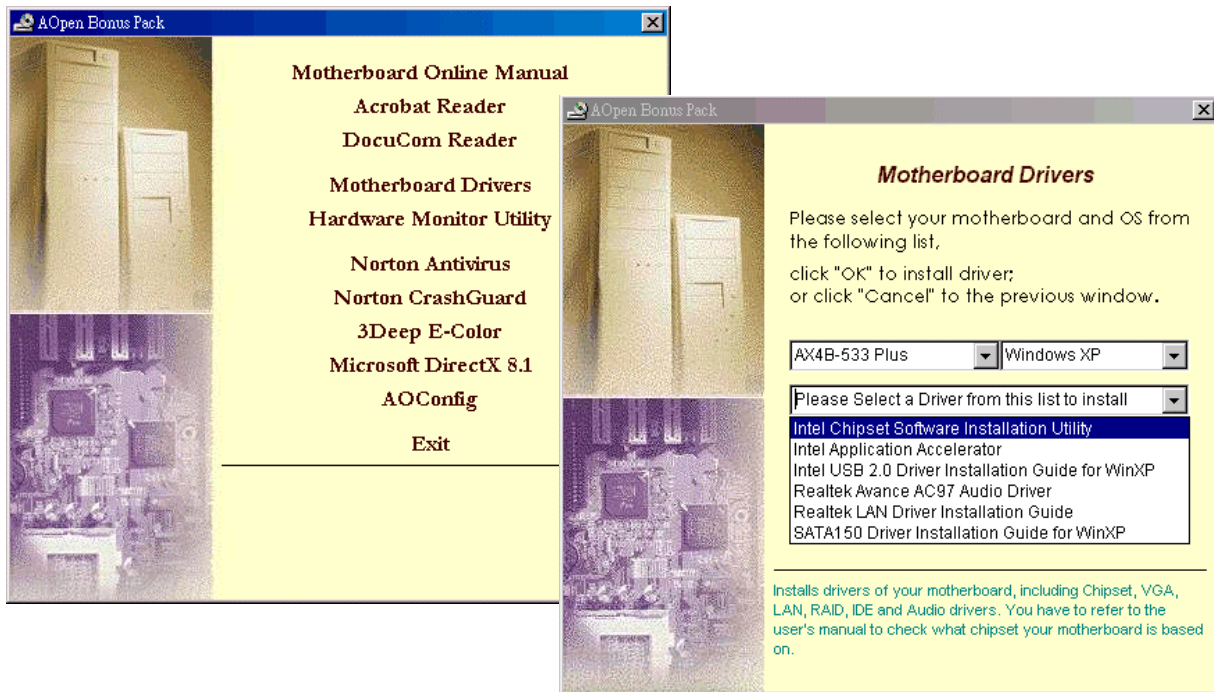 AOpen Bonus Pack
Motherboard Online Manual
Acrobat Reader
DocuCom Reader
Motherboard Drivers
Hardware Monitor Utility
Norton Antivirus
Norton CrashGuard
3Deep E-Color
Microsoft DirectX 8.1
AOConfig
Exit
AOpen Bonus Pack
Motherboard Drivers
Please select your motherboard and OS from
the following list,
click "OK" to install driver;
or click "Cancel" to the previous window.
AX4B-533 Plus Windows XP
Please Select a Driver from this list to install
Intel Chipset Software Installation Utility
Intel Application Accelerator
Intel USB 2.0 Driver Installation Guide for WinXP
Realtek Avance AC97 Audio Driver
Realtek LAN Driver Installation Guide
SATA150 Driver Installation Guide for WinXP
Installs drivers of your motherboard, including Chipset, VGA,
LAN, RAID, IDE and Audio drivers. You have to refer to the
user's manual to check what chipset your motherboard is based
on.